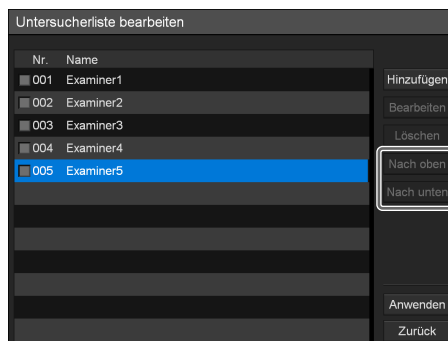 Untersucherliste bearbeiten
Nr. Name
001 Examiner1
002 Examiner2
003 Examiner3
004 Examiner4
005 Examiner5
Hinzufügen
Bearbeiten
Löschen
Nach oben
Nach unten
Anwenden
Zurück